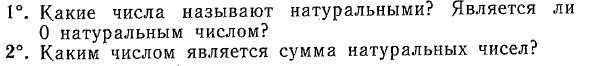 1°. Какие числа называют натуральными? Является ли
0 натуральным числом?
2°. Каким числом является сумма натуральных чисел?